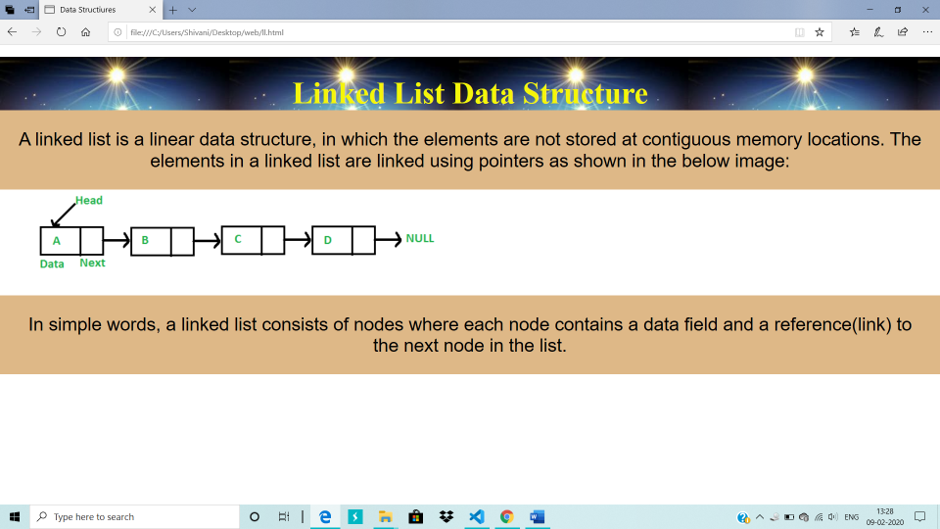 Data Structiures
file:///C:/Users/Shivani/Desktop/web/ll.html
Linked List Data Structure
A linked list is a linear data structure, in which the elements are not stored at contiguous memory locations. The
elements in a linked list are linked using pointers as shown in the below image:
Head
A B C D NULL
Data Next
In simple words, a linked list consists of nodes where each node contains a data field and a reference(link) to
the next node in the list.
Type here to search
ENG
13:28
09-02-2020